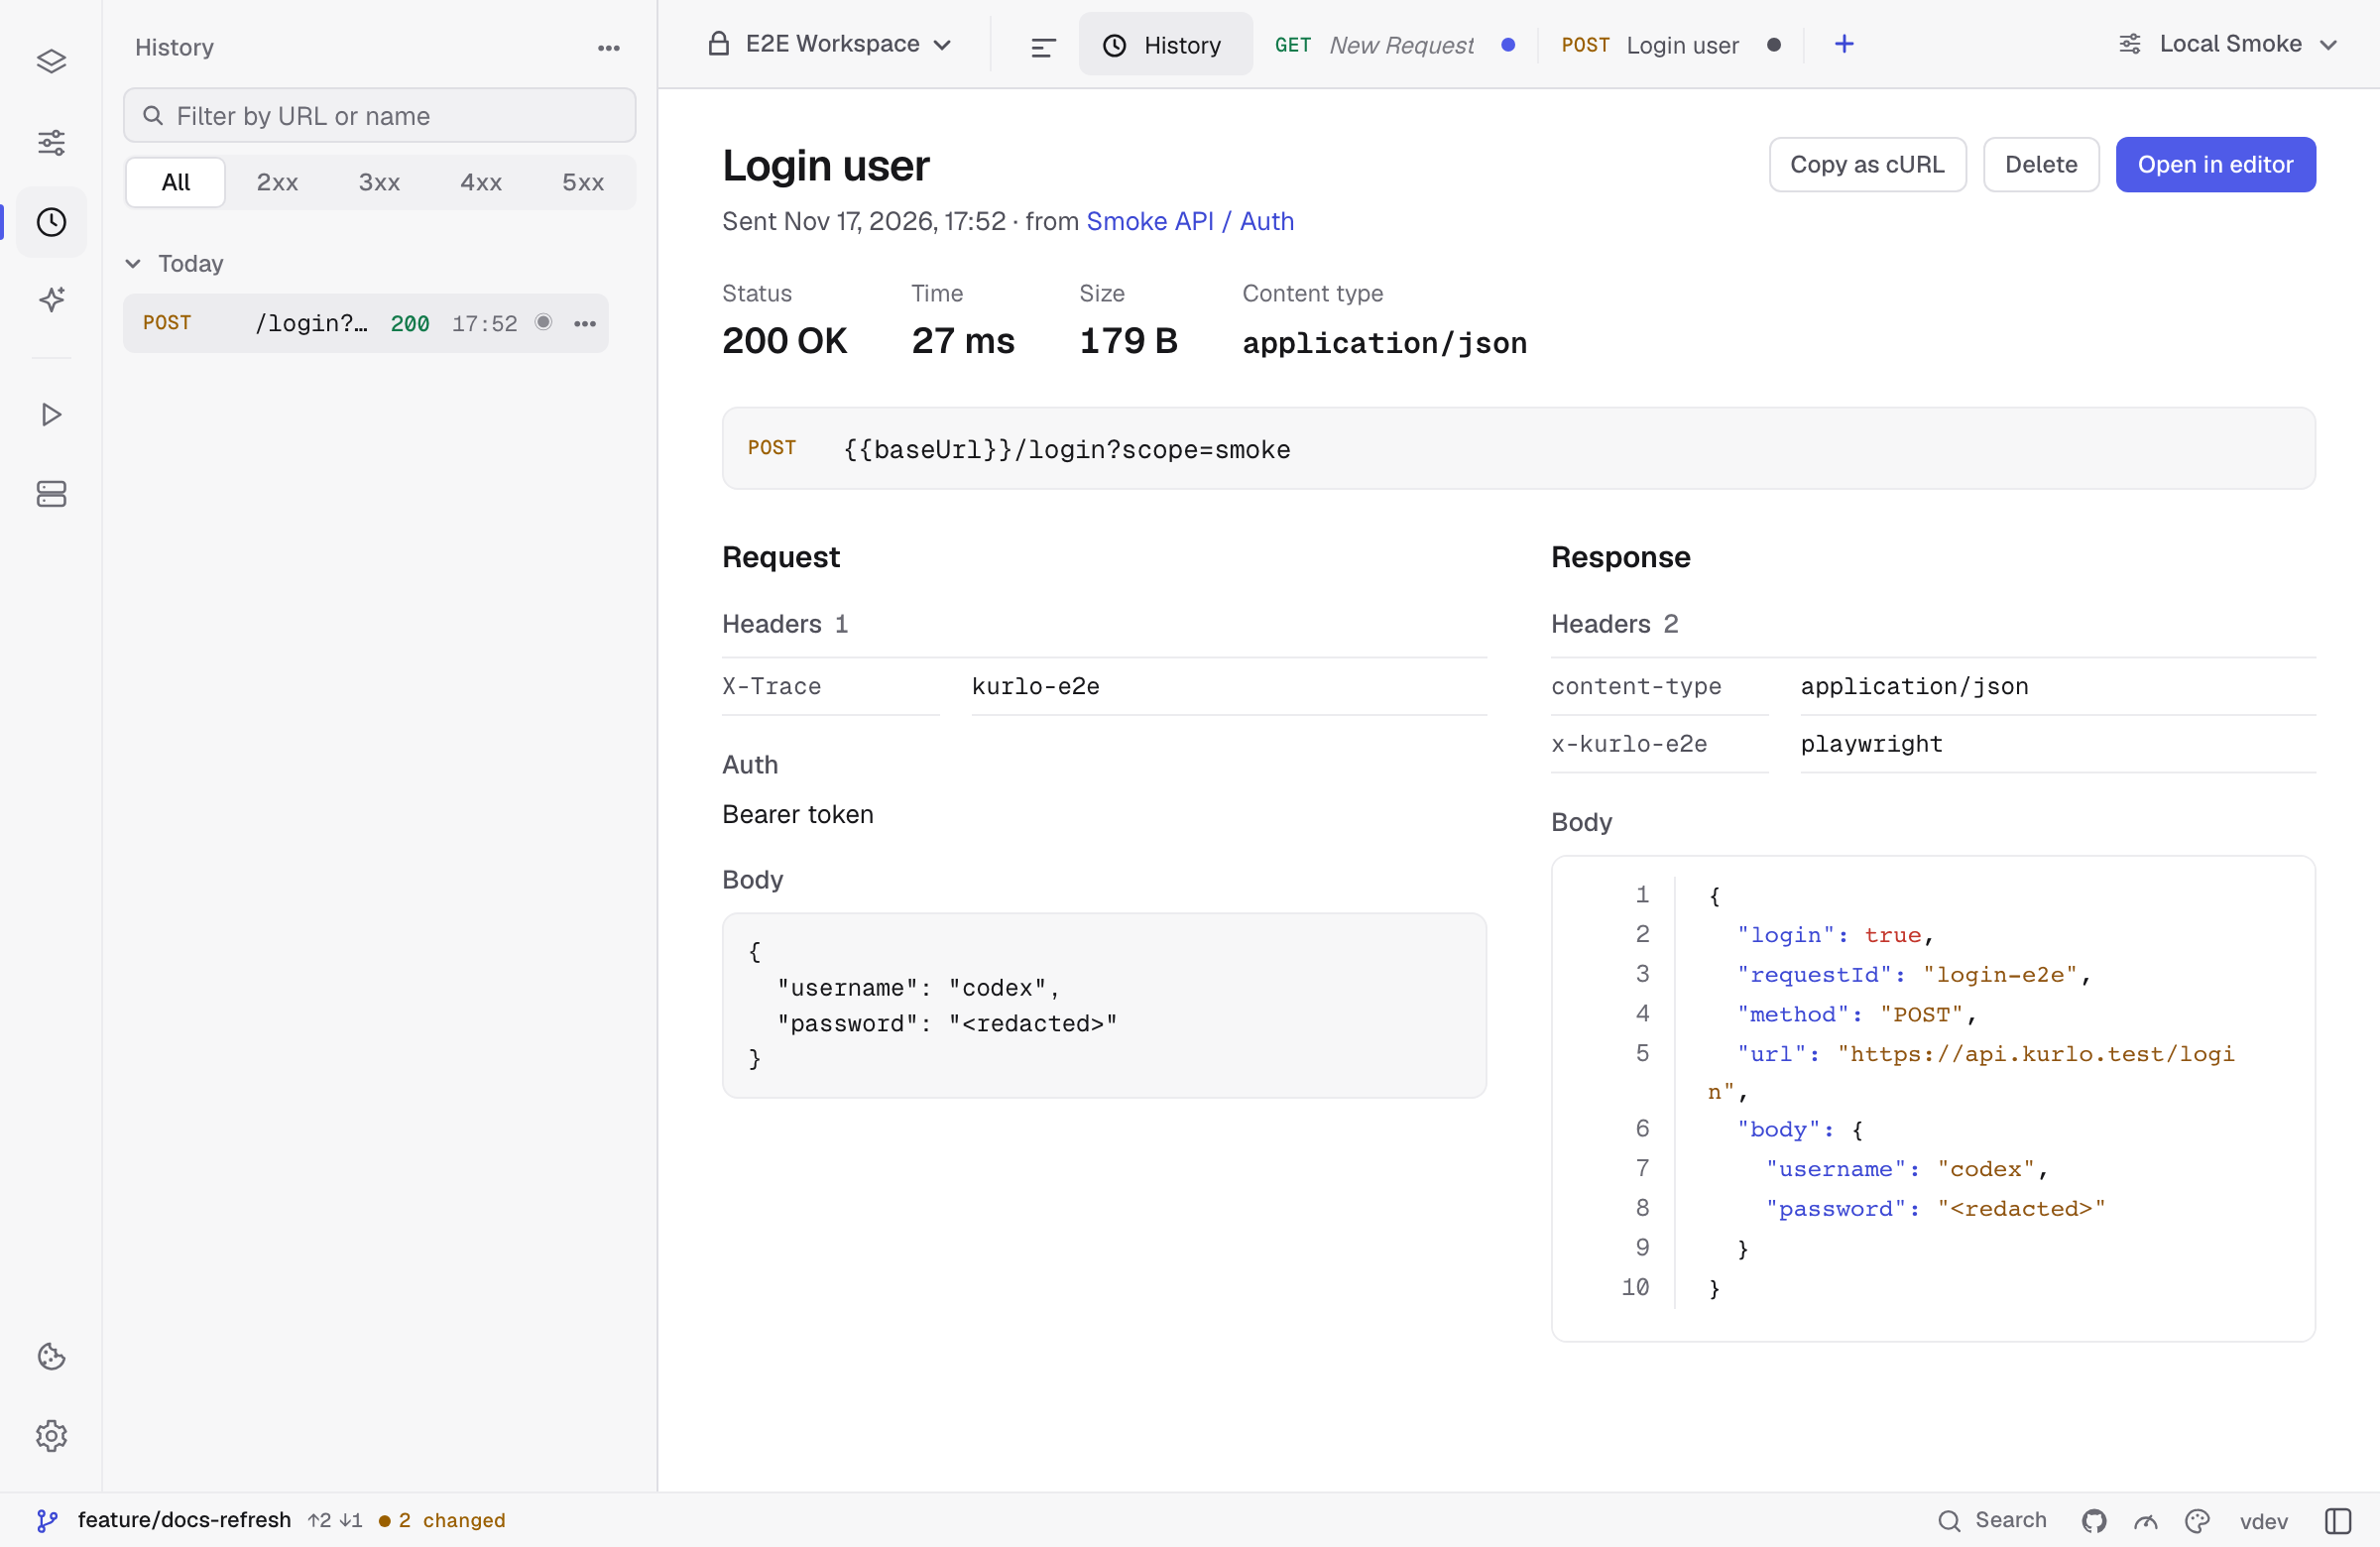 History
Filter by URL or name
All 2xx 3xx 4xx 5xx
Today
POST /login?… 200 17:52
E2E Workspace
History
GET New Request
POST Login user
Local Smoke
Login user
Copy as cURL
Delete
Open in editor
Sent Nov 17, 2026, 17:52 · from Smoke API / Auth
Status Time Size Content type
200 OK 27 ms 179 B application/json
POST {{baseUrl}}/login?scope=smoke
Request
Headers 1
X-Trace kurlo-e2e
Auth
Bearer token
Body
{
"username": "codex",
"password": "<redacted>"
}
Response
Headers 2
content-type application/json
x-kurlo-e2e playwright
Body
1 {
2 "login": true,
3 "requestId": "login-e2e",
4 "method": "POST",
5 "url": "https://api.kurlo.test/logi
n",
6 "body": {
7 "username": "codex",
8 "password": "<redacted>"
9 }
10 }
feature/docs-refresh ↑2 ↓1 2 changed
Search
vdev